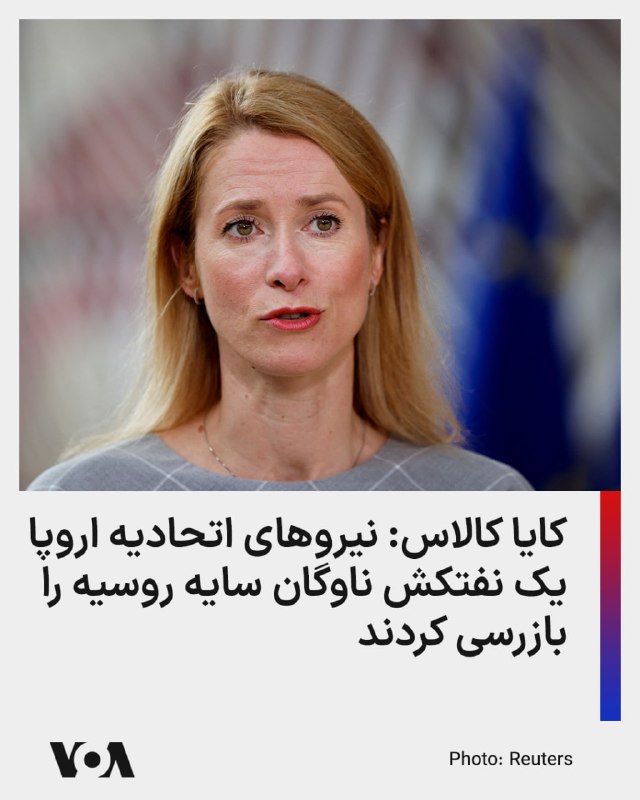 کایا کالاس: نیروهای اتحادیه اروپا
یک نفتکش ناوگان سایه روسیه را
بازرسی کردند
VOA
Photo: Reuters